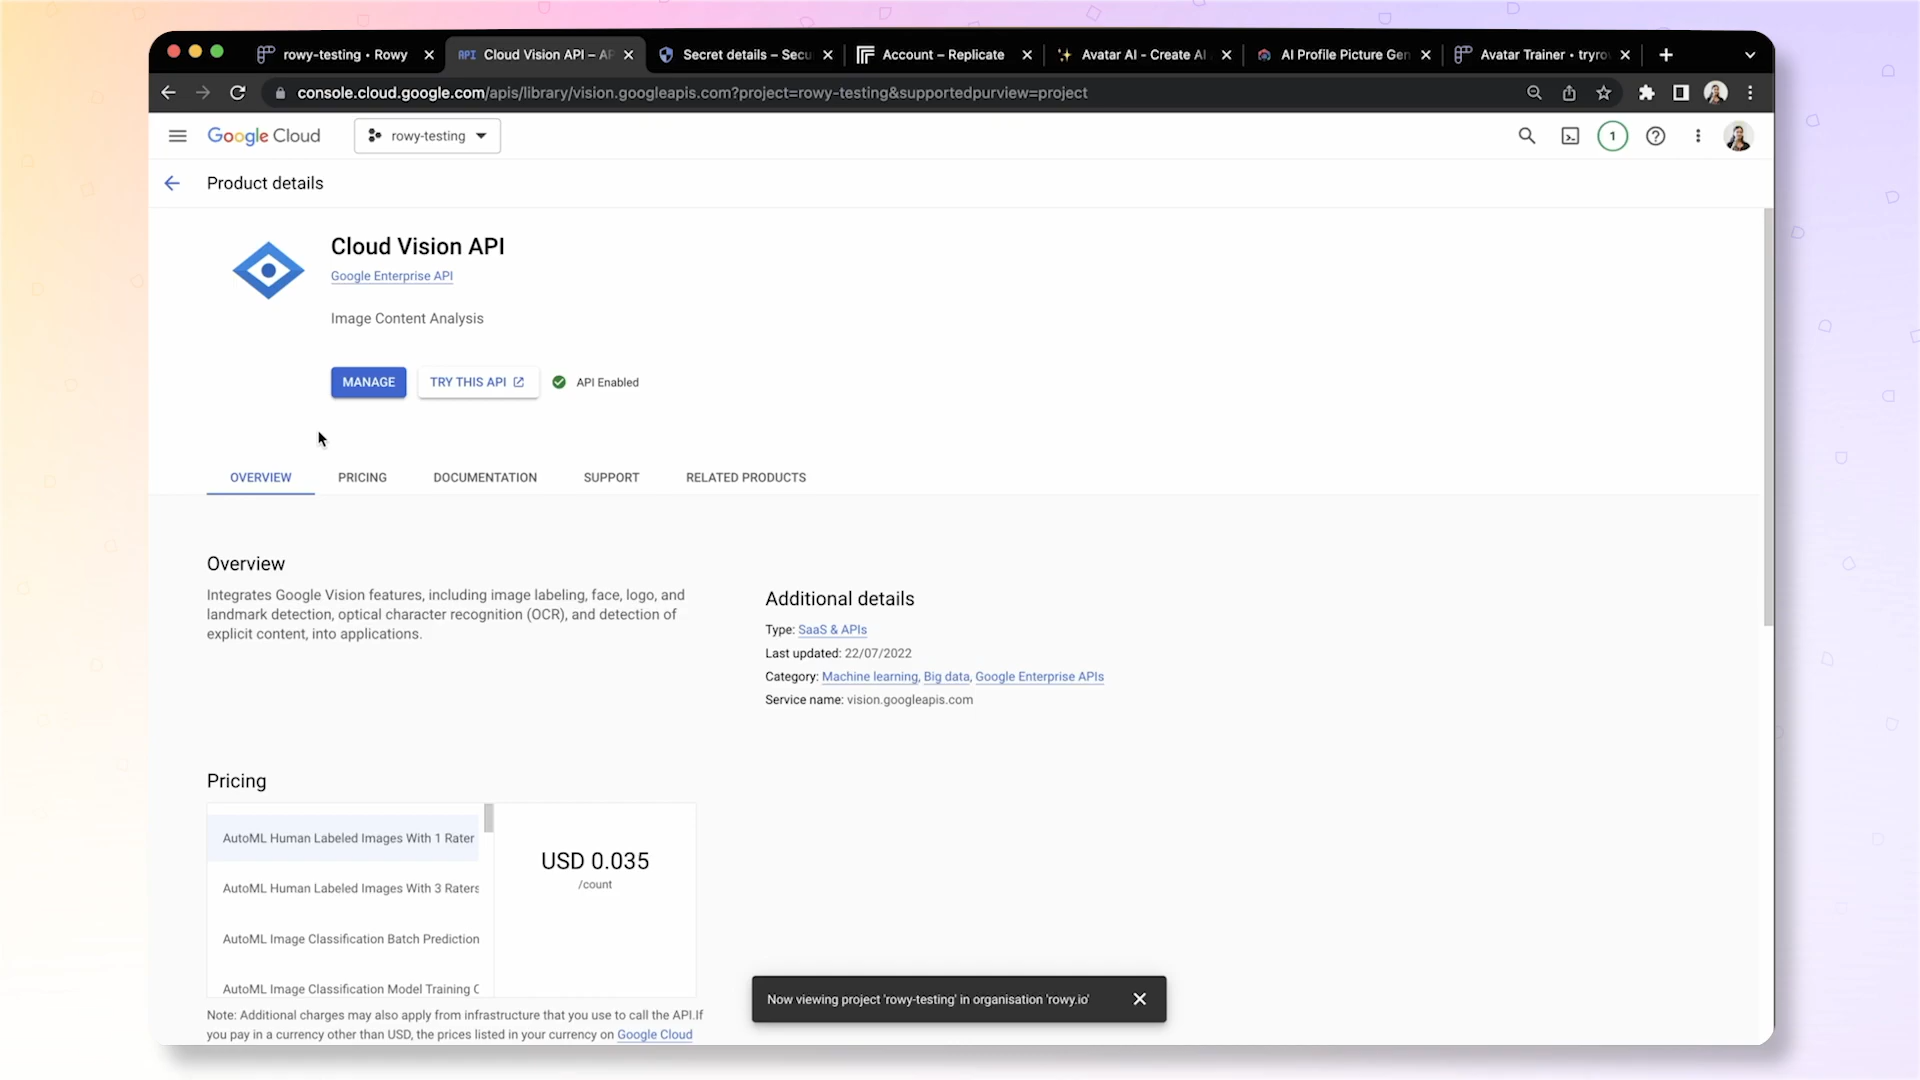 rowy-testing • Rowy
API Cloud Vision API – AP
Secret details – Secu
Account – Replicate
Avatar AI - Create AI
AI Profile Picture Gen
Avatar Trainer • tryro
console.cloud.google.com/apis/library/vision.googleapis.com?project=rowy-testing&supportedpurview=project
Google Cloud
rowy-testing
1
Product details
Cloud Vision API
Google Enterprise API
Image Content Analysis
MANAGE
TRY THIS API
API Enabled
OVERVIEW
PRICING
DOCUMENTATION
SUPPORT
RELATED PRODUCTS
Overview
Integrates Google Vision features, including image labeling, face, logo, and
landmark detection, optical character recognition (OCR), and detection of
explicit content, into applications.
Additional details
Type: SaaS & APIs
Last updated: 22/07/2022
Category: Machine learning, Big data, Google Enterprise APIs
Service name: vision.googleapis.com
Pricing
AutoML Human Labeled Images With 1 Rater
AutoML Human Labeled Images With 3 Raters
AutoML Image Classification Batch Prediction
AutoML Image Classification Model Training C
USD 0.035
/count
Note: Additional charges may also apply from infrastructure that you use to call the API.If
you pay in a currency other than USD, the prices listed in your currency on Google Cloud
Now viewing project 'rowy-testing' in organisation 'rowy.io'